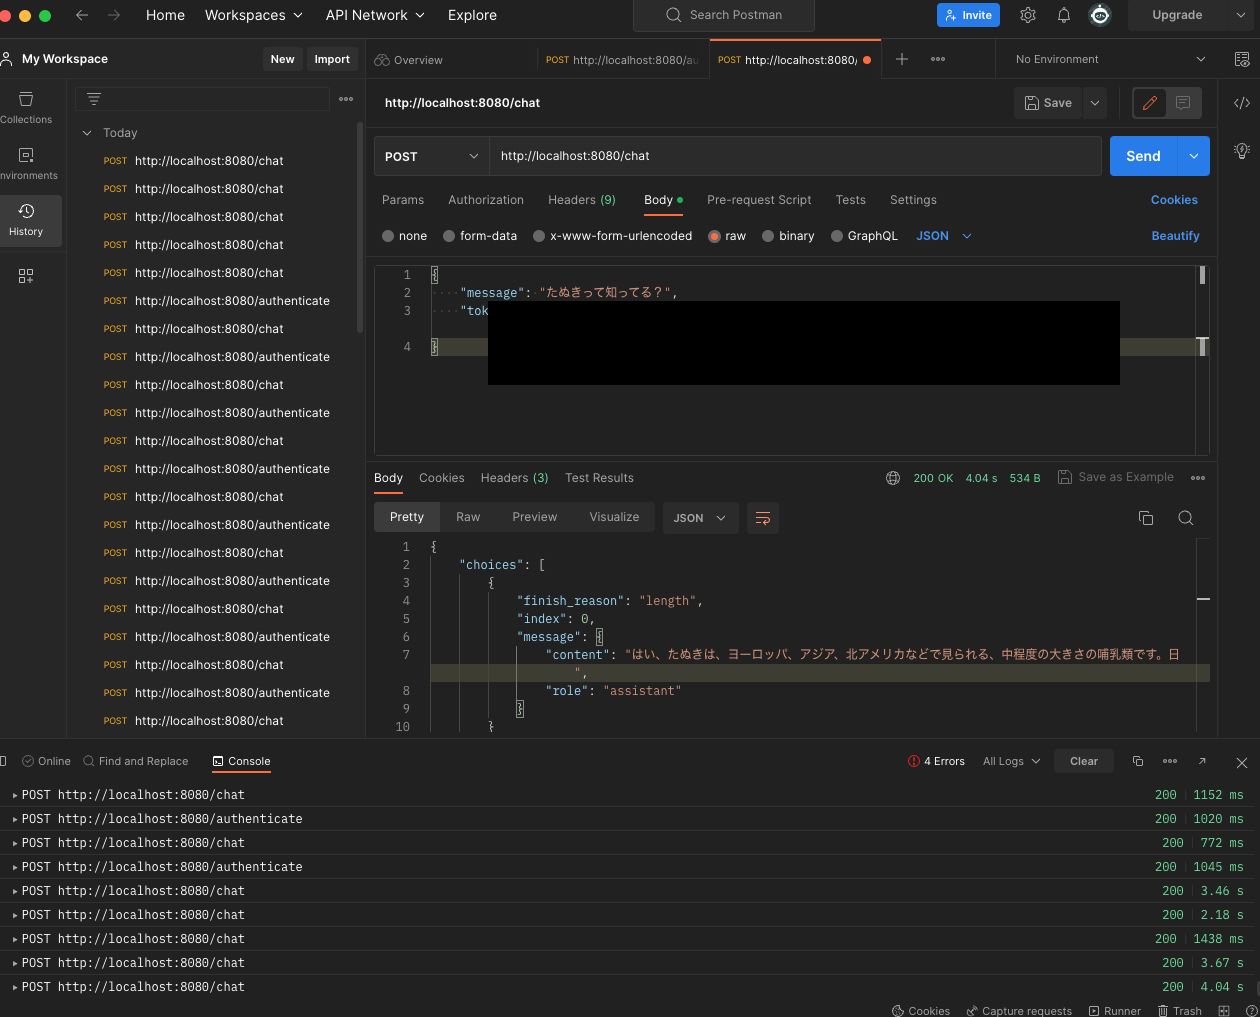 Home Workspaces API Network Explore Search Postman Invite Upgrade
My Workspace New Import Overview POST http://localhost:8080/au POST http://localhost:8080/ No Environment
Collections
nvironments
History
Today
POST http://localhost:8080/chat
POST http://localhost:8080/chat
POST http://localhost:8080/chat
POST http://localhost:8080/chat
POST http://localhost:8080/chat
POST http://localhost:8080/authenticate
POST http://localhost:8080/chat
POST http://localhost:8080/authenticate
POST http://localhost:8080/chat
POST http://localhost:8080/authenticate
POST http://localhost:8080/chat
POST http://localhost:8080/authenticate
POST http://localhost:8080/chat
POST http://localhost:8080/authenticate
POST http://localhost:8080/chat
POST http://localhost:8080/authenticate
POST http://localhost:8080/chat
POST http://localhost:8080/authenticate
POST http://localhost:8080/chat
POST http://localhost:8080/authenticate
POST http://localhost:8080/chat
http://localhost:8080/chat Save
POST http://localhost:8080/chat Send
Params Authorization Headers (9) Body Pre-request Script Tests Settings Cookies
none form-data x-www-form-urlencoded raw binary GraphQL JSON Beautify
1 {
2 "message": "たぬきって知ってる？",
3 "tok
4 }
Body Cookies Headers (3) Test Results 200 OK 4.04 s 534 B Save as Example
Pretty Raw Preview Visualize JSON
1 {
2 "choices": [
3 {
4 "finish_reason": "length",
5 "index": 0,
6 "message": {
7 "content": "はい、たぬきは、ヨーロッパ、アジア、北アメリカなどで見られる、中程度の大きさの哺乳類です。日
",
8 "role": "assistant"
9 }
10 }
Online Find and Replace Console 4 Errors All Logs Clear
POST http://localhost:8080/chat 200 1152 ms
POST http://localhost:8080/authenticate 200 1020 ms
POST http://localhost:8080/chat 200 772 ms
POST http://localhost:8080/authenticate 200 1045 ms
POST http://localhost:8080/chat 200 3.46 s
POST http://localhost:8080/chat 200 2.18 s
POST http://localhost:8080/chat 200 1438 ms
POST http://localhost:8080/chat 200 3.67 s
POST http://localhost:8080/chat 200 4.04 s
Cookies Capture requests Runner Trash